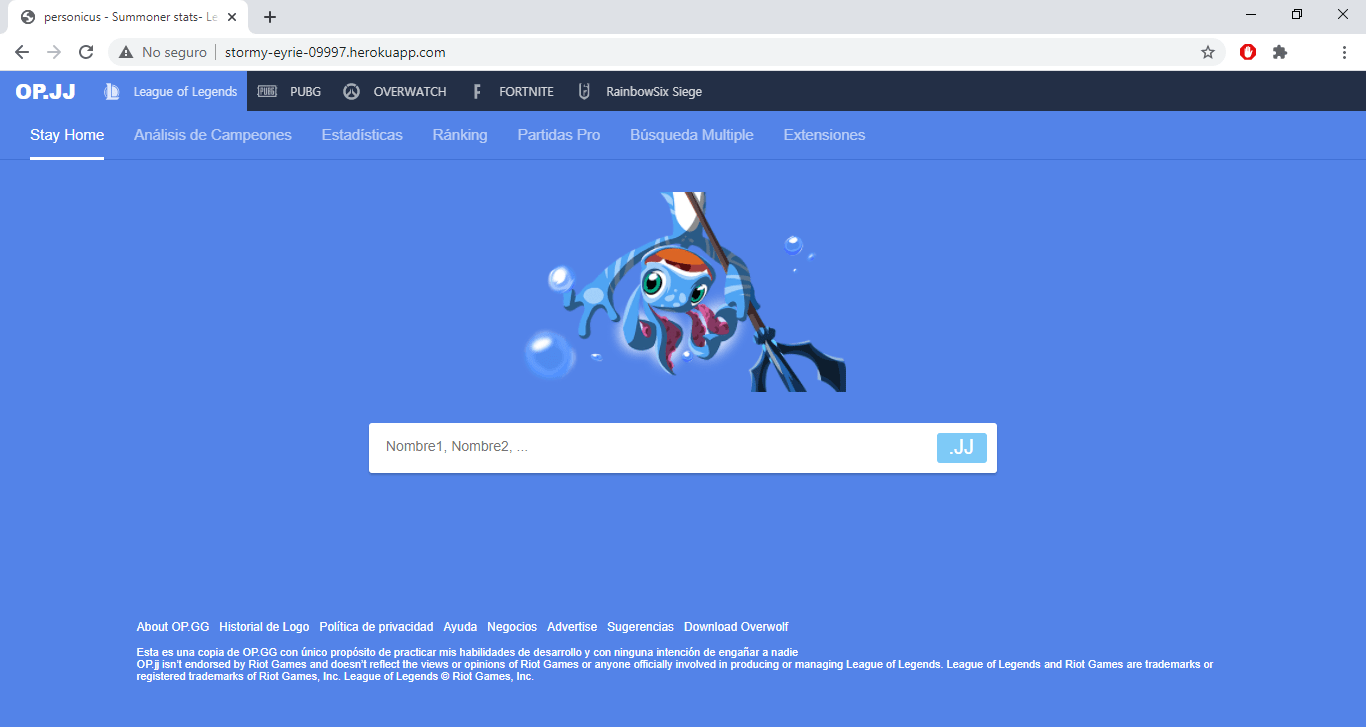 personicus - Summoner stats- Le
No seguro | stormy-eyrie-09997.herokuapp.com
OP.JJ League of Legends PUBG PUBG OVERWATCH FORTNITE RainbowSix Siege
Stay Home Análisis de Campeones Estadísticas Ránking Partidas Pro Búsqueda Multiple Extensiones
Nombre1, Nombre2, ... .JJ
About OP.GG Historial de Logo Política de privacidad Ayuda Negocios Advertise Sugerencias Download Overwolf
Esta es una copia de OP.GG con único propósito de practicar mis habilidades de desarrollo y con ninguna intención de engañar a nadie
OP.jj isn't endorsed by Riot Games and doesn't reflect the views or opinions of Riot Games or anyone officially involved in producing or managing League of Legends. League of Legends and Riot Games are trademarks or
registered trademarks of Riot Games, Inc. League of Legends © Riot Games, Inc.